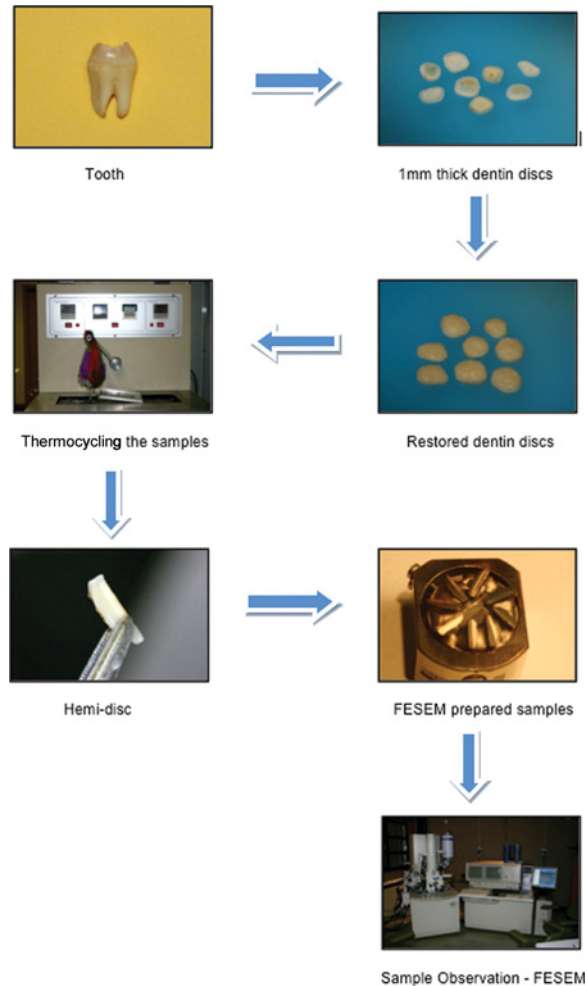 Tooth
1mm thick dentin discs
Restored dentin discs
Thermocycling the samples
Hemi-disc
FESEM prepared samples
Sample Observation - FESEM